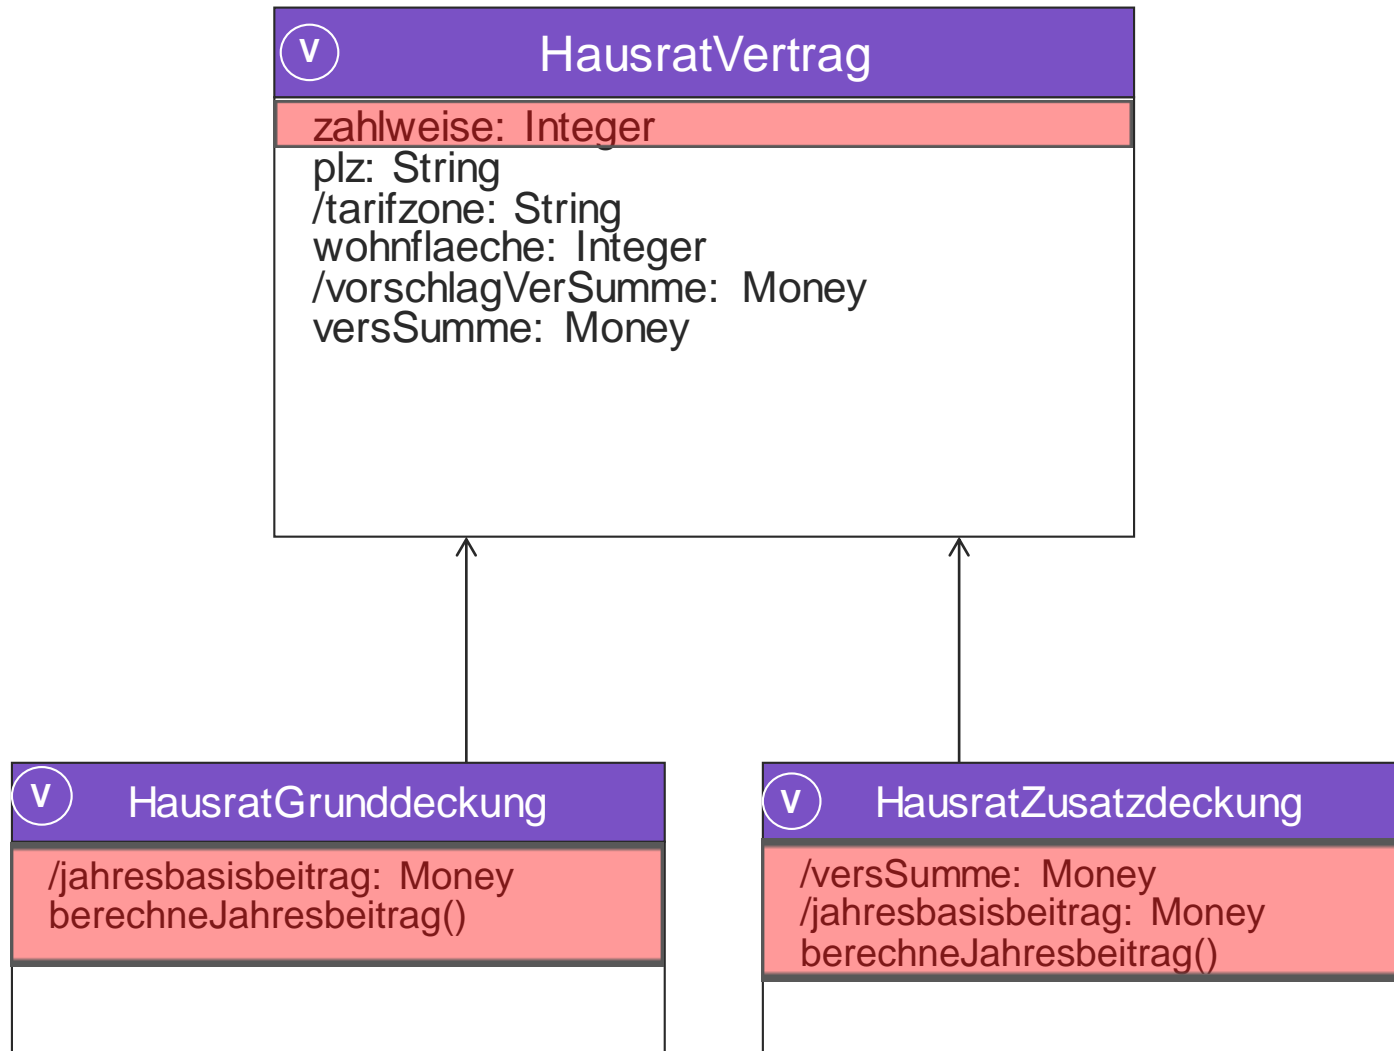 V
HausratVertrag
zahlweise: Integer
plz: String
/tarifzone: String
wohnflaeche: Integer
/vorschlagVerSumme: Money
versSumme: Money
V
HausratGrunddeckung
/jahresbasisbeitrag: Money
berechneJahresbeitrag()
V
HausratZusatzdeckung
/versSumme: Money
/jahresbasisbeitrag: Money
berechneJahresbeitrag()